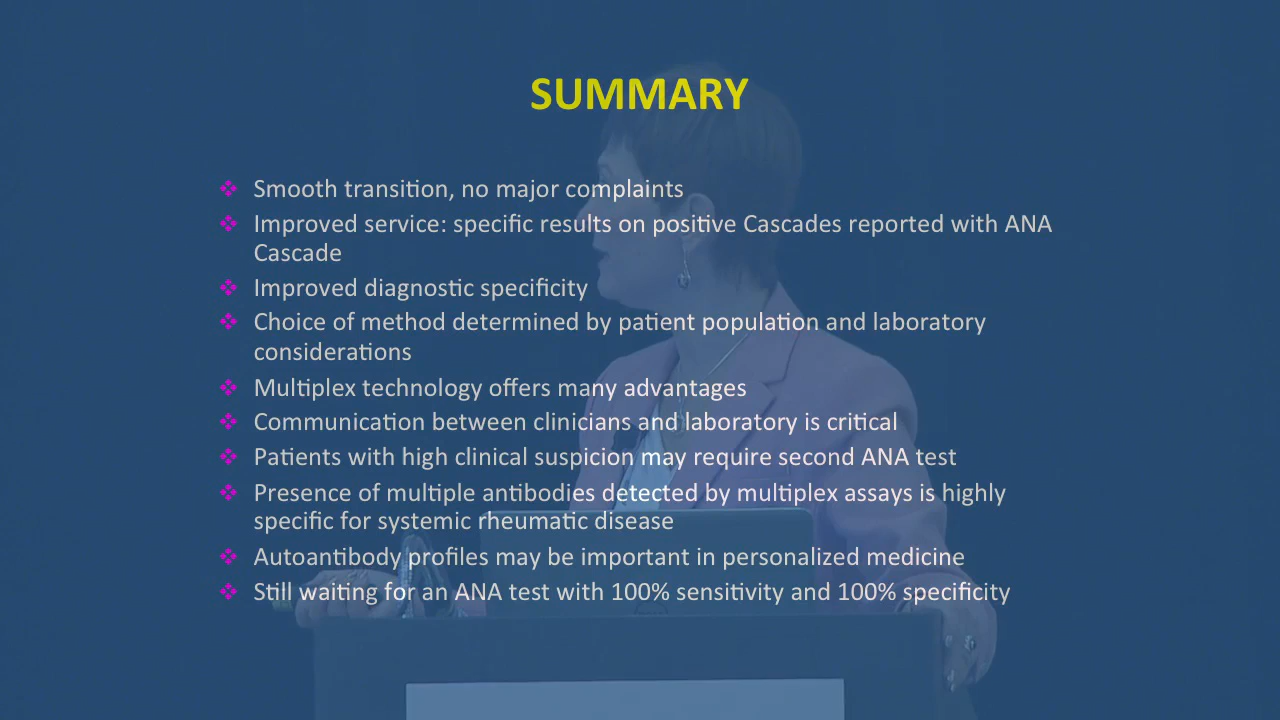 SUMMARY
❖ Smooth transition, no major complaints
❖ Improved service: specific results on positive Cascades reported with ANA
Cascade
❖ Improved diagnostic specificity
❖ Choice of method determined by patient population and laboratory
considerations
❖ Multiplex technology offers many advantages
❖ Communication between clinicians and laboratory is critical
❖ Patients with high clinical suspicion may require second ANA test
❖ Presence of multiple antibodies detected by multiplex assays is highly
specific for systemic rheumatic disease
❖ Autoantibody profiles may be important in personalized medicine
❖ Still waiting for an ANA test with 100% sensitivity and 100% specificity